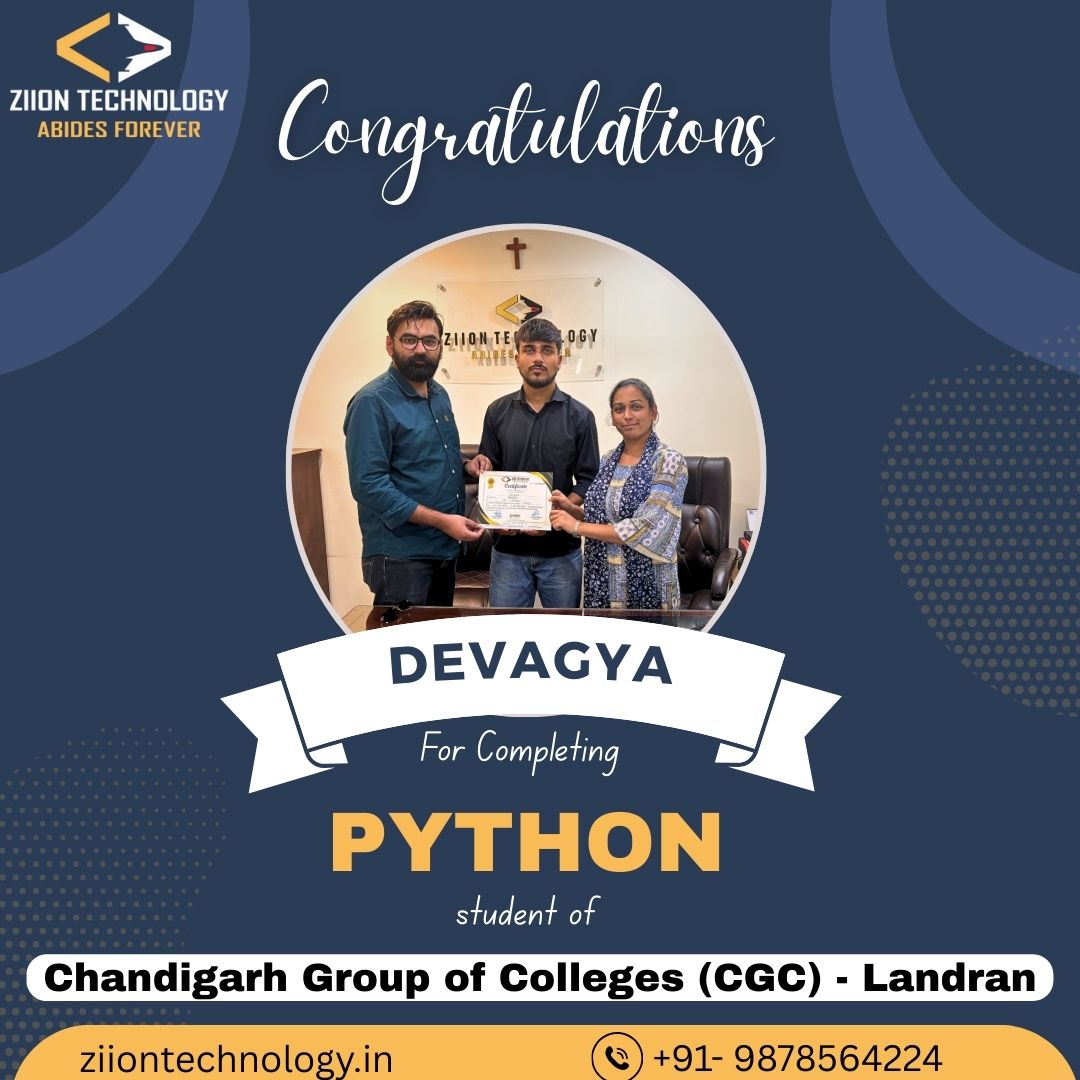 ZIION TECHNOLOGY
ABIDES FOREVER
Congratulations
ZIION TECHNOLOGY
Certificate
DEVAGYA
For Completing
PYTHON
student of
Chandigarh Group of Colleges (CGC) - Landran
ziiontechnology.in
+91- 9878564224